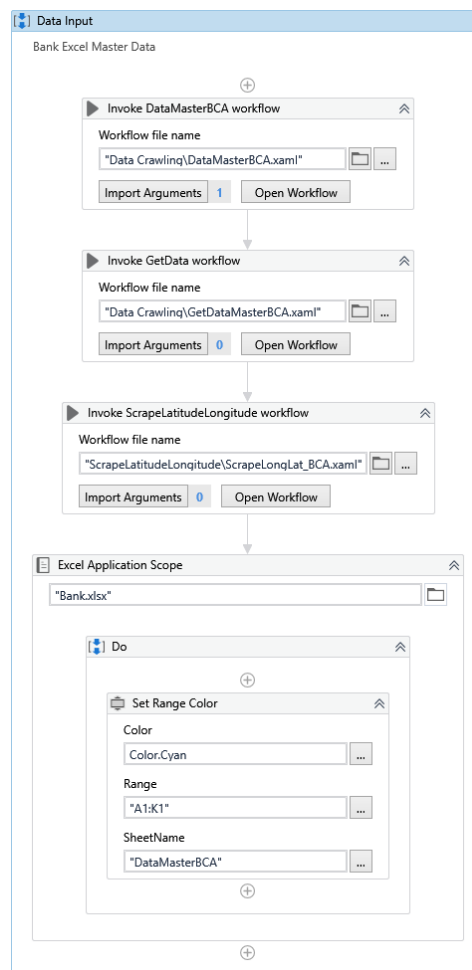 Data Input
Bank Excel Master Data
Invoke DataMasterBCA workflow
Workflow file name
"Data Crawling\DataMasterBCA.xaml"
...
Import Arguments 1 Open Workflow
Invoke GetData workflow
Workflow file name
"Data Crawling\GetDataMasterBCA.xaml"
...
Import Arguments 0 Open Workflow
Invoke ScrapeLatitudeLongitude workflow
Workflow file name
"ScrapeLatitudeLongitude\ScrapeLongLat_BCA.xaml"
...
Import Arguments 0 Open Workflow
Excel Application Scope
"Bank.xlsx"
Do
Set Range Color
Color
Color.Cyan
...
Range
"A1:K1"
...
SheetName
"DataMasterBCA"
...